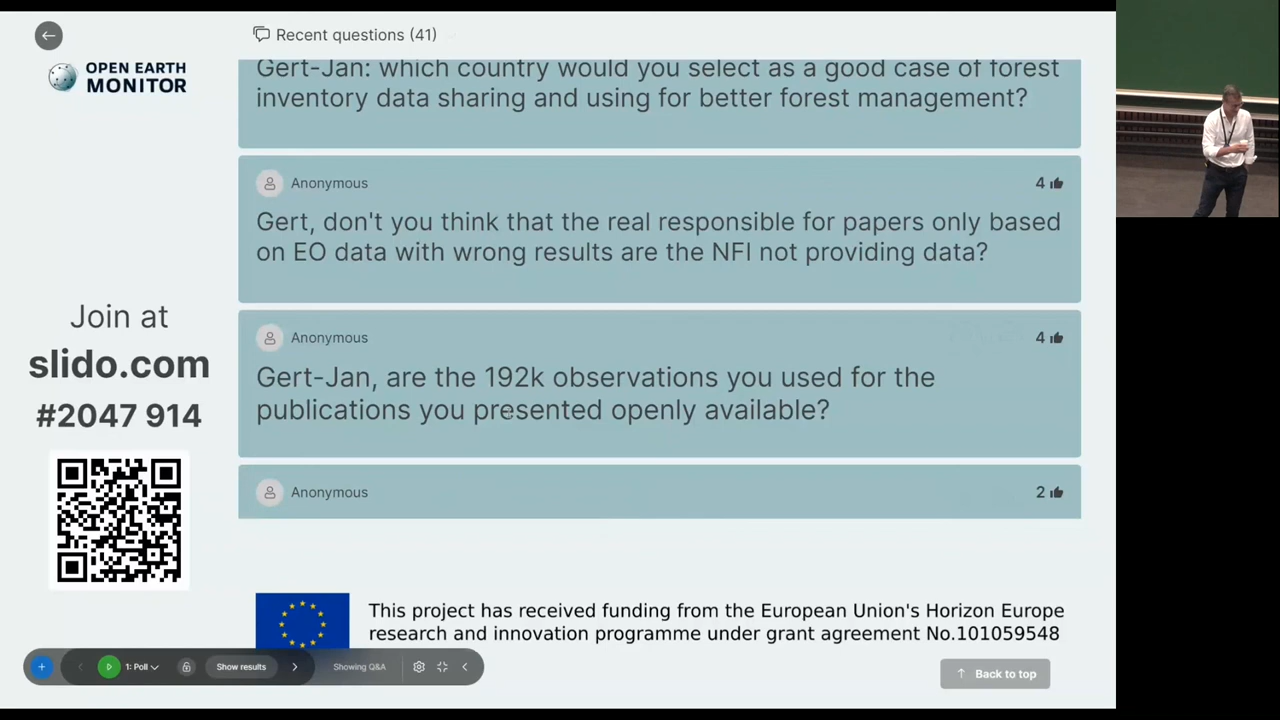 Recent questions (41)
OPEN EARTH
MONITOR
Gert-Jan: which country would you select as a good case of forest
inventory data sharing and using for better forest management?
Anonymous
4
Gert, don't you think that the real responsible for papers only based
on EO data with wrong results are the NFI not providing data?
Anonymous
4
Gert-Jan, are the 192k observations you used for the
publications you presented openly available?
Anonymous
2
Join at
slido.com
#2047 914
This project has received funding from the European Union's Horizon Europe
research and innovation programme under grant agreement No.101059548
1: Poll
Show results
Showing Q&A
Back to top